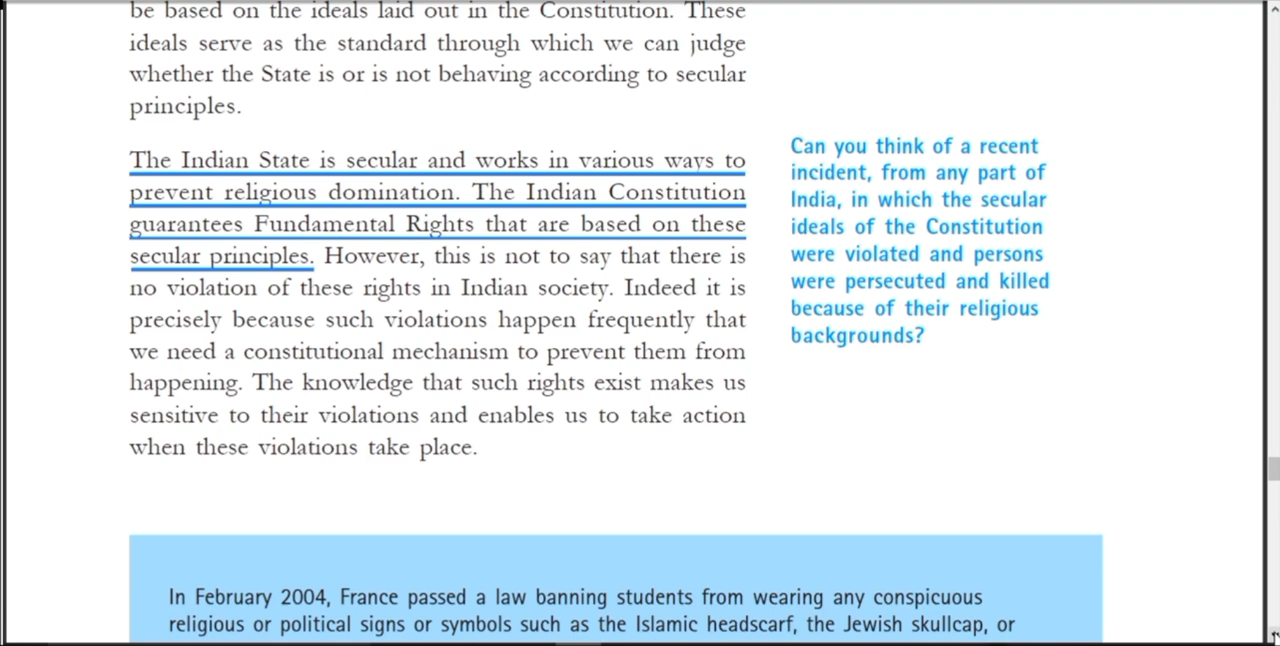 be based on the ideals laid out in the Constitution. These
ideals serve as the standard through which we can judge
whether the State is or is not behaving according to secular
principles.
The Indian State is secular and works in various ways to
prevent religious domination. The Indian Constitution
guarantees Fundamental Rights that are based on these
secular principles. However, this is not to say that there is
no violation of these rights in Indian society. Indeed it is
precisely because such violations happen frequently that
we need a constitutional mechanism to prevent them from
happening. The knowledge that such rights exist makes us
sensitive to their violations and enables us to take action
when these violations take place.
Can you think of a recent
incident, from any part of
India, in which the secular
ideals of the Constitution
were violated and persons
were persecuted and killed
because of their religious
backgrounds?
In February 2004, France passed a law banning students from wearing any conspicuous
religious or political signs or symbols such as the Islamic headscarf, the Jewish skullcap, or